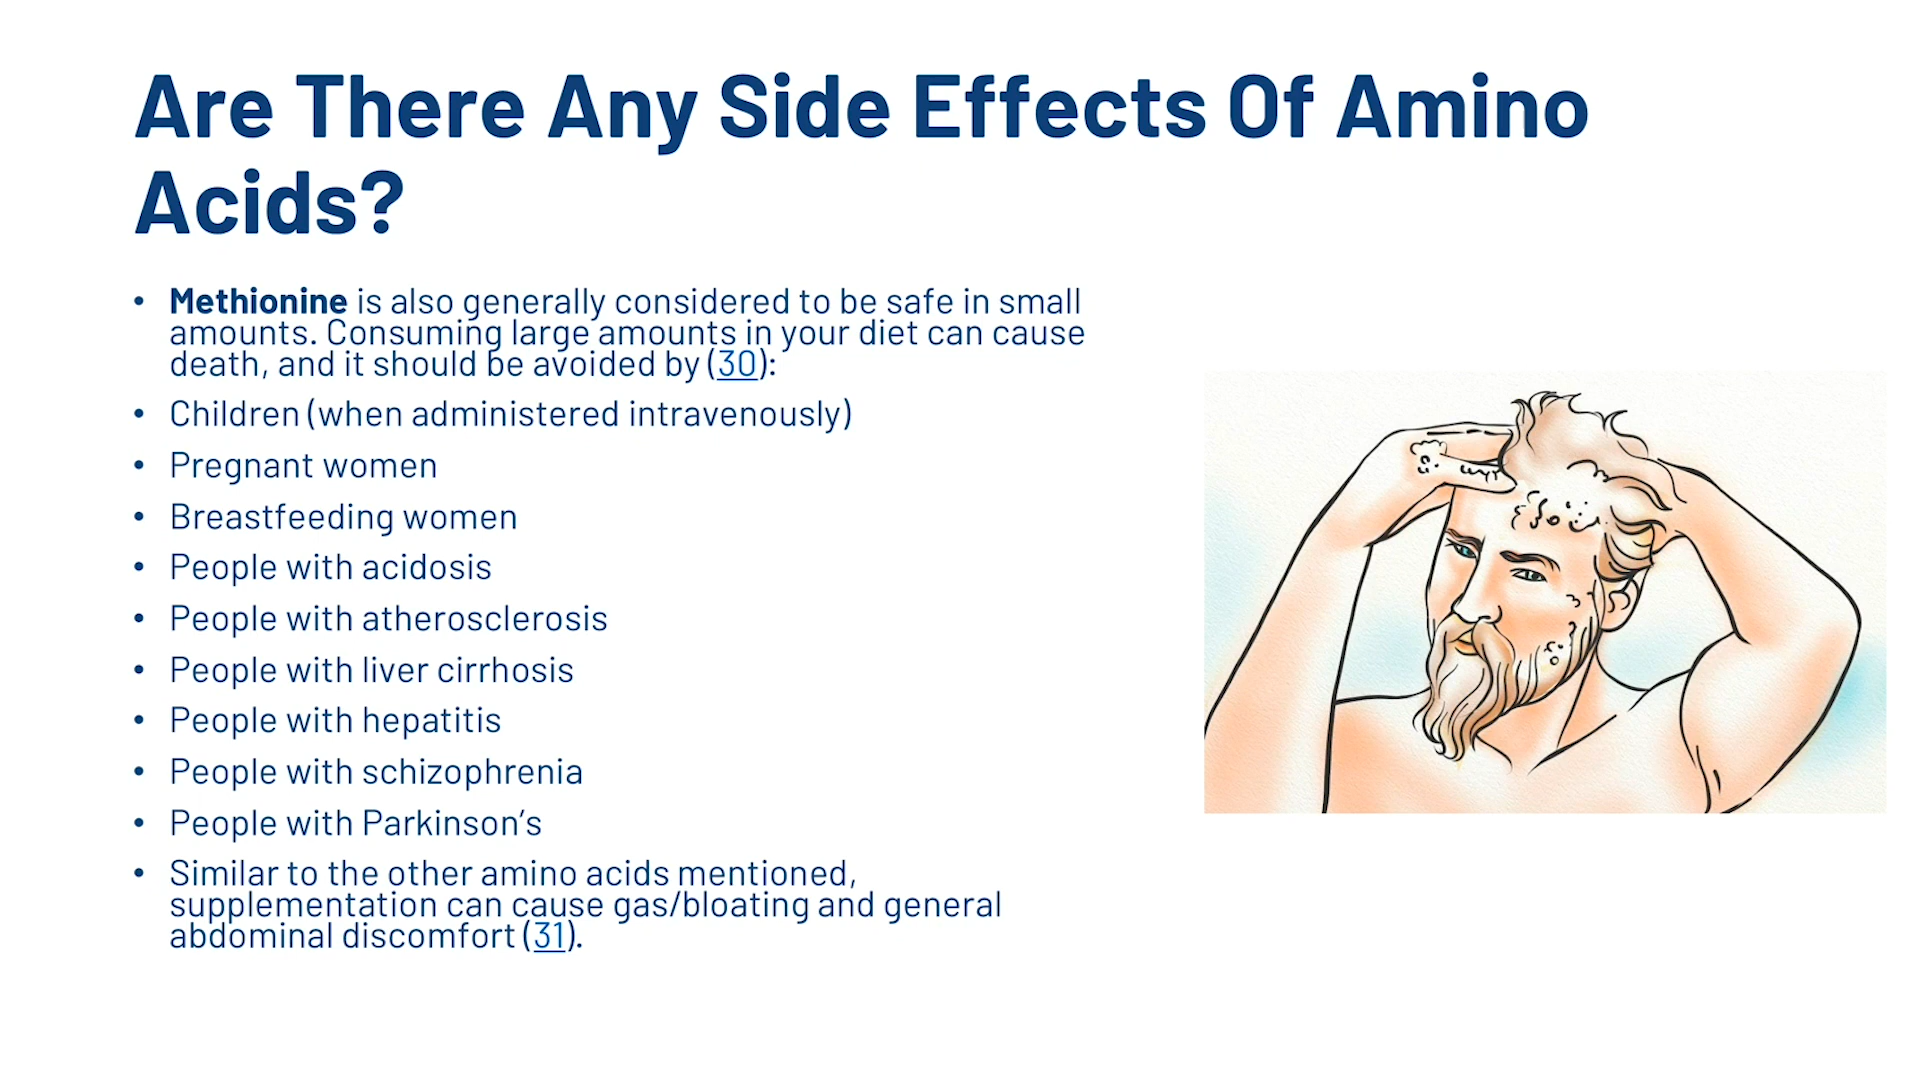 Are There Any Side Effects Of Amino
Acids?
• Methionine is also generally considered to be safe in small
amounts. Consuming large amounts in your diet can cause
death, and it should be avoided by (30):
• Children (when administered intravenously)
• Pregnant women
• Breastfeeding women
• People with acidosis
• People with atherosclerosis
• People with liver cirrhosis
• People with hepatitis
• People with schizophrenia
• People with Parkinson’s
• Similar to the other amino acids mentioned,
supplementation can cause gas/bloating and general
abdominal discomfort (31).